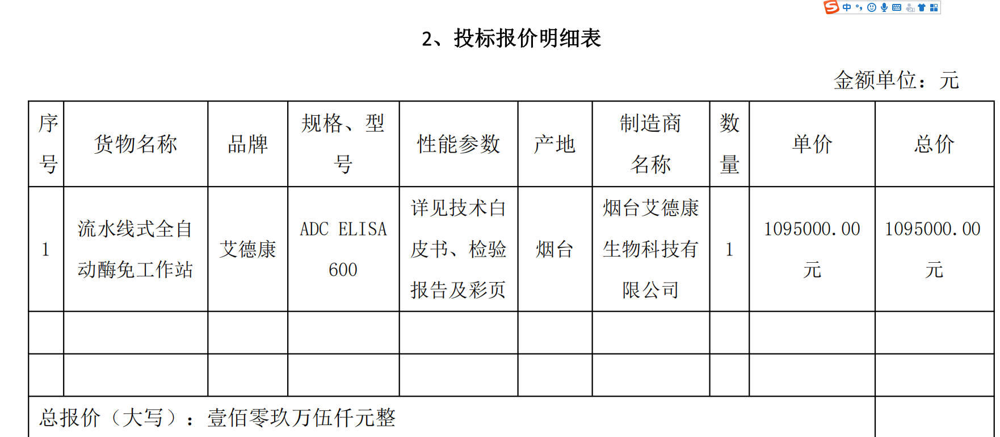 中
2、投标报价明细表
金额单位：元
序号 货物名称 品牌 规格、型号 性能参数 产地 制造商名称 数量 单价 总价
1 流水线式全自动酶免工作站 艾德康 ADC ELISA 600 详见技术白皮书、检验报告及彩页 烟台 烟台艾德康生物科技有限公司 1 1095000.00元 1095000.00元
总报价（大写）：壹佰零玖万伍仟元整